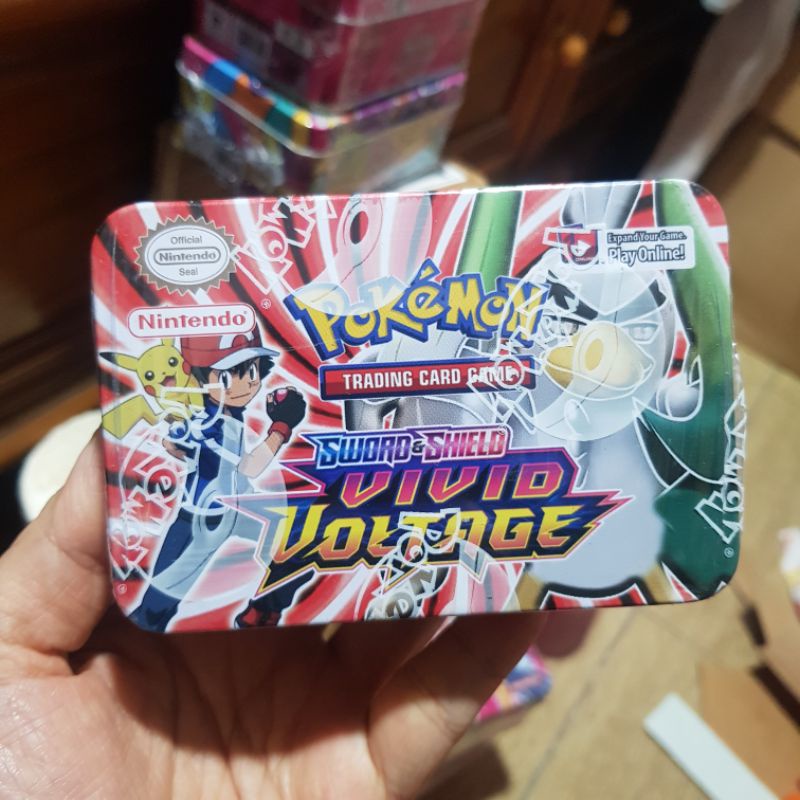 Official
Nintendo
Seal
Nintendo®
Expand Your Game.
Play Online!
POKéMON
TRADING CARD GAME
SWORD & SHIELD
VIVID
VOLTAGE